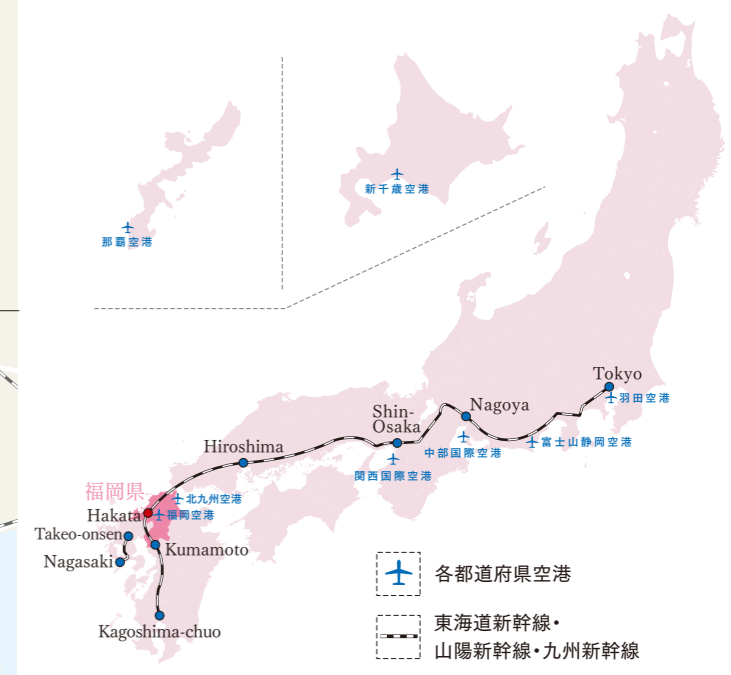 新千歳空港
那覇空港
Tokyo
羽田空港
Nagoya
Shin-
Osaka
富士山静岡空港
中部国際空港
Hiroshima
関西国際空港
福岡県
北九州空港
Hakata
福岡空港
Takeo-onsen
Kumamoto
Nagasaki
Kagoshima-chuo
各都道府県空港
東海道新幹線・
山陽新幹線・九州新幹線